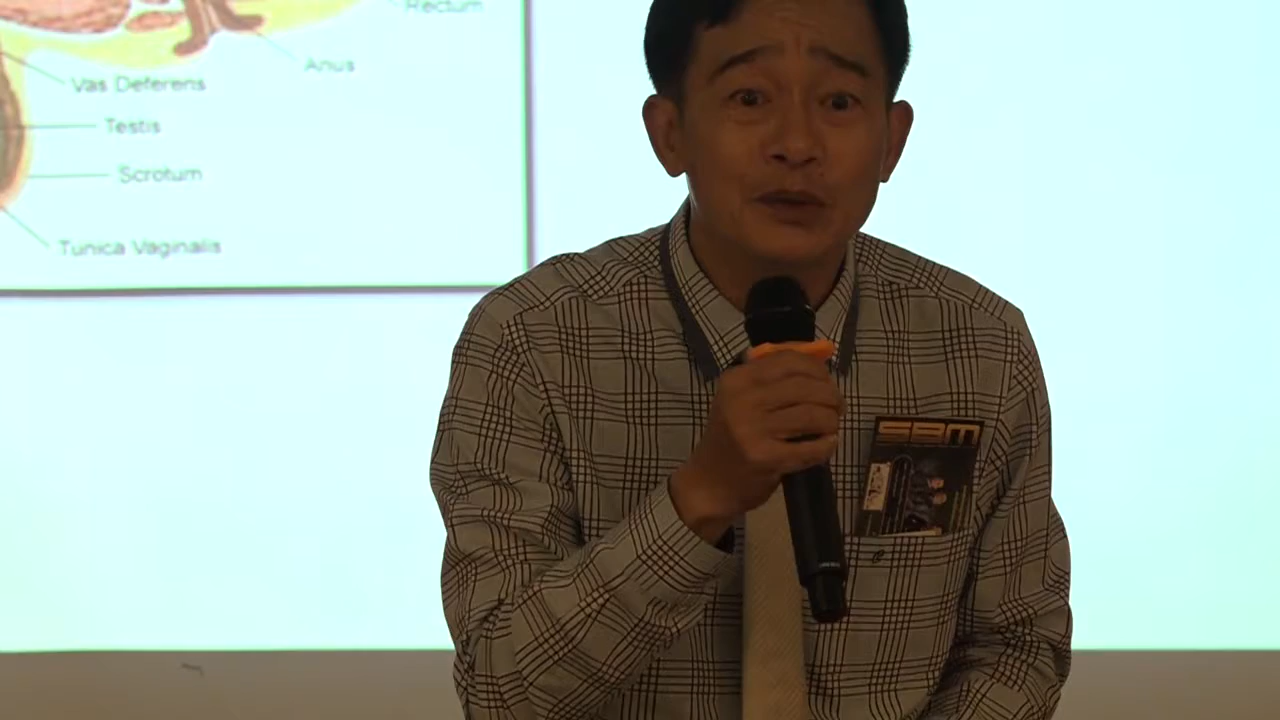 Rectum
Anus
Vas Deferens
Testis
Scrotum
Tunica Vaginalis
SBM